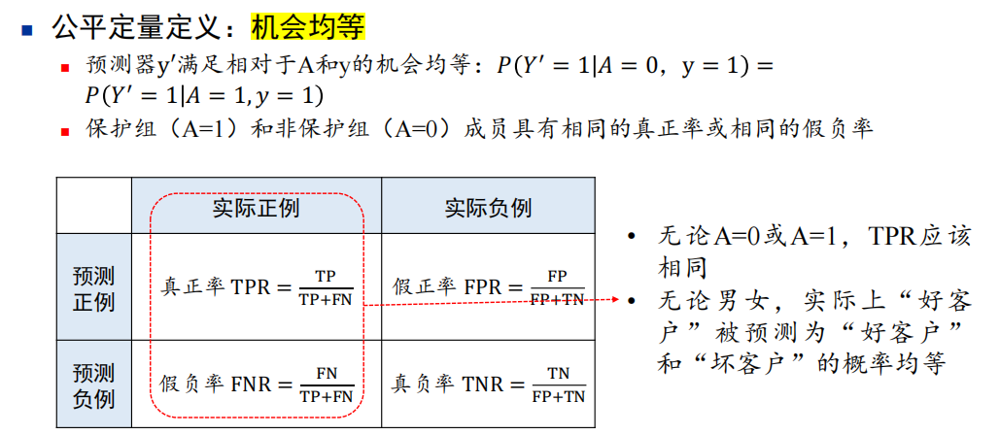 公平定量定义：机会均等
预测器y′满足相对于A和y的机会均等：P(Y′ = 1|A = 0，y = 1) =
P(Y′ = 1|A = 1, y = 1)
保护组（A=1）和非保护组（A=0）成员具有相同的真正率或相同的假负率
实际正例 实际负例
预测
正例
真正率 TPR = TP/(TP+FN) 假正率 FPR = FP/(FP+TN)
预测
负例
假负率 FNR = FN/(TP+FN) 真负率 TNR = TN/(FP+TN)
• 无论A=0或A=1，TPR应该
相同
• 无论男女，实际上“好客
户”被预测为“好客户”
和“坏客户”的概率均等